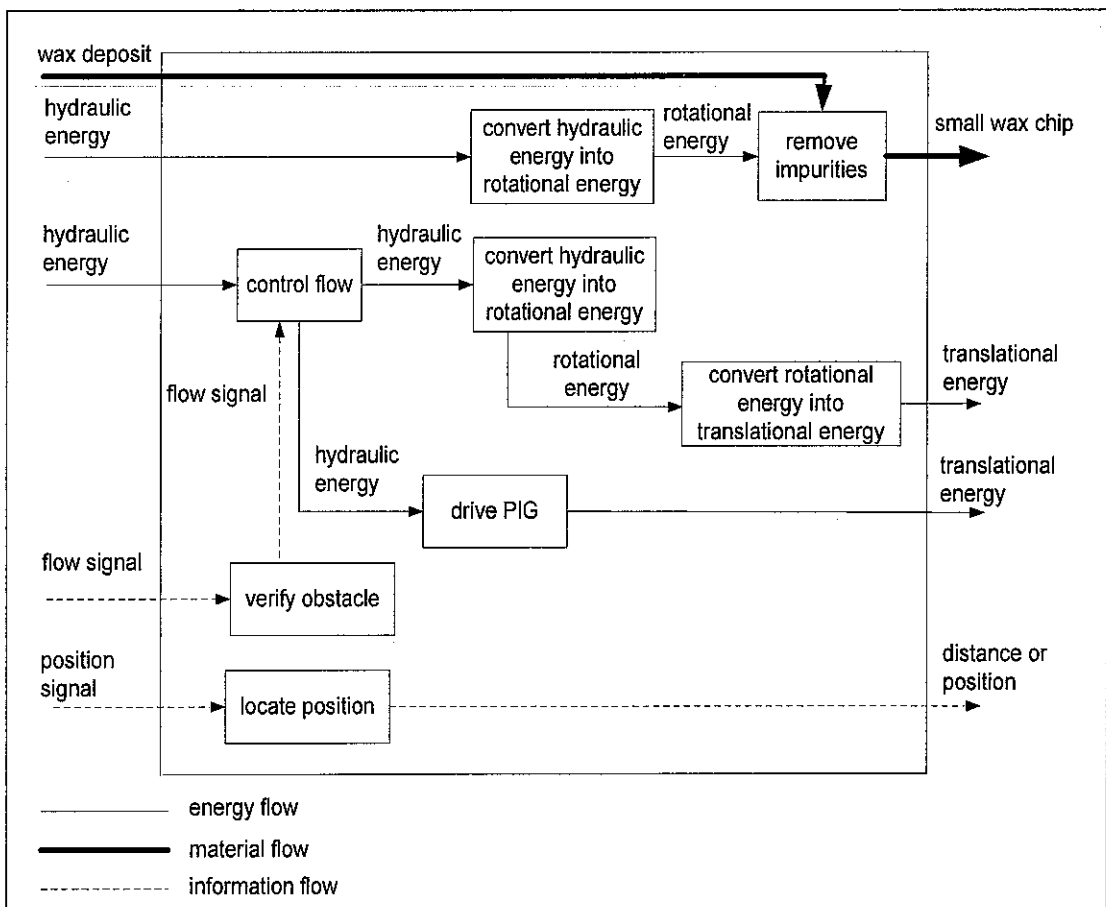 wax deposit
hydraulic
energy
convert hydraulic
energy into
rotational energy
rotational
energy
remove
impurities
small wax chip
hydraulic
energy
control flow
hydraulic
energy
convert hydraulic
energy into
rotational energy
rotational
energy
convert rotational
energy into
translational energy
translational
energy
flow signal
hydraulic
energy
drive PIG
translational
energy
flow signal
verify obstacle
position
signal
locate position
distance or
position
energy flow
material flow
information flow